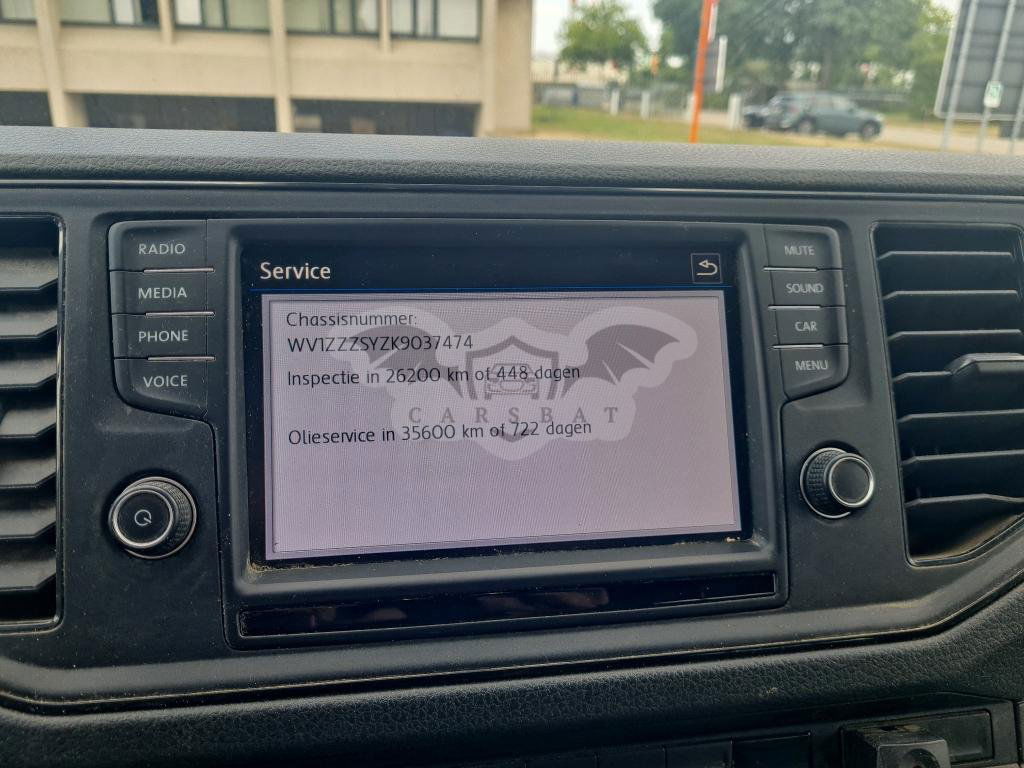 RADIO
MEDIA
PHONE
VOICE
Service
Chassisnummer:
WV1ZZZSYZK9037474
Inspectie in 26200 km of 448 dagen
CARSBAT
Olieservice in 35600 km of 722 dagen
MUTE
SOUND
CAR
MENU